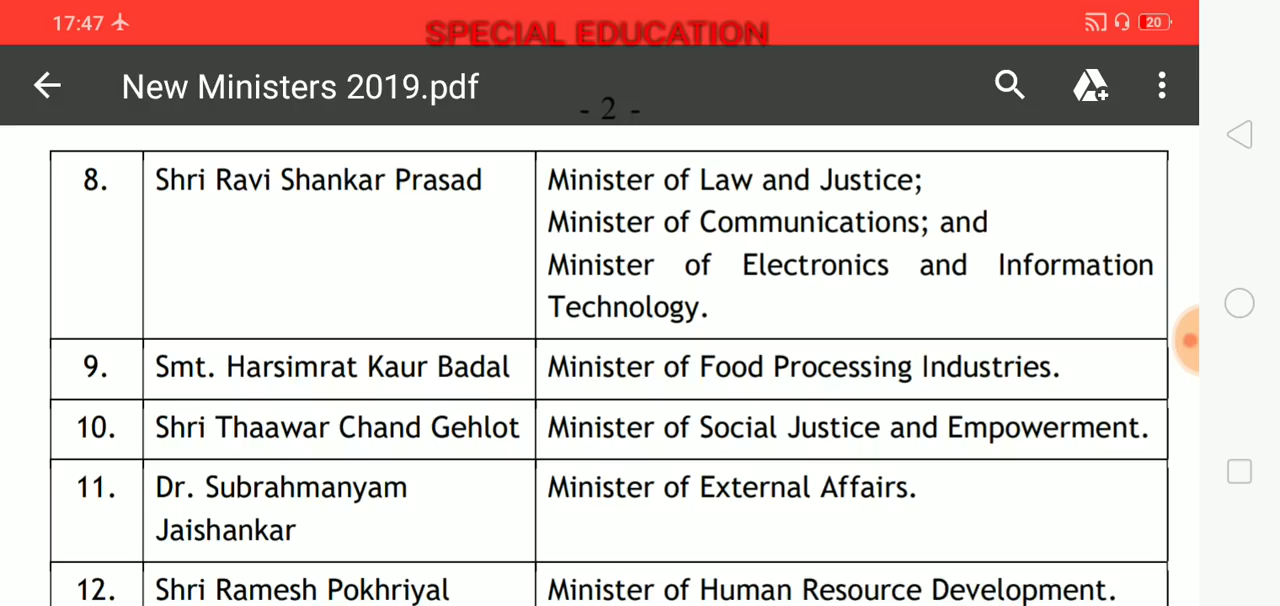 17:47
SPECIAL EDUCATION
20
New Ministers 2019.pdf
- 2 -
8. Shri Ravi Shankar Prasad Minister of Law and Justice;
Minister of Communications; and
Minister of Electronics and Information
Technology.
9. Smt. Harsimrat Kaur Badal Minister of Food Processing Industries.
10. Shri Thaawar Chand Gehlot Minister of Social Justice and Empowerment.
11. Dr. Subrahmanyam Minister of External Affairs.
Jaishankar
12. Shri Ramesh Pokhriyal Minister of Human Resource Development.